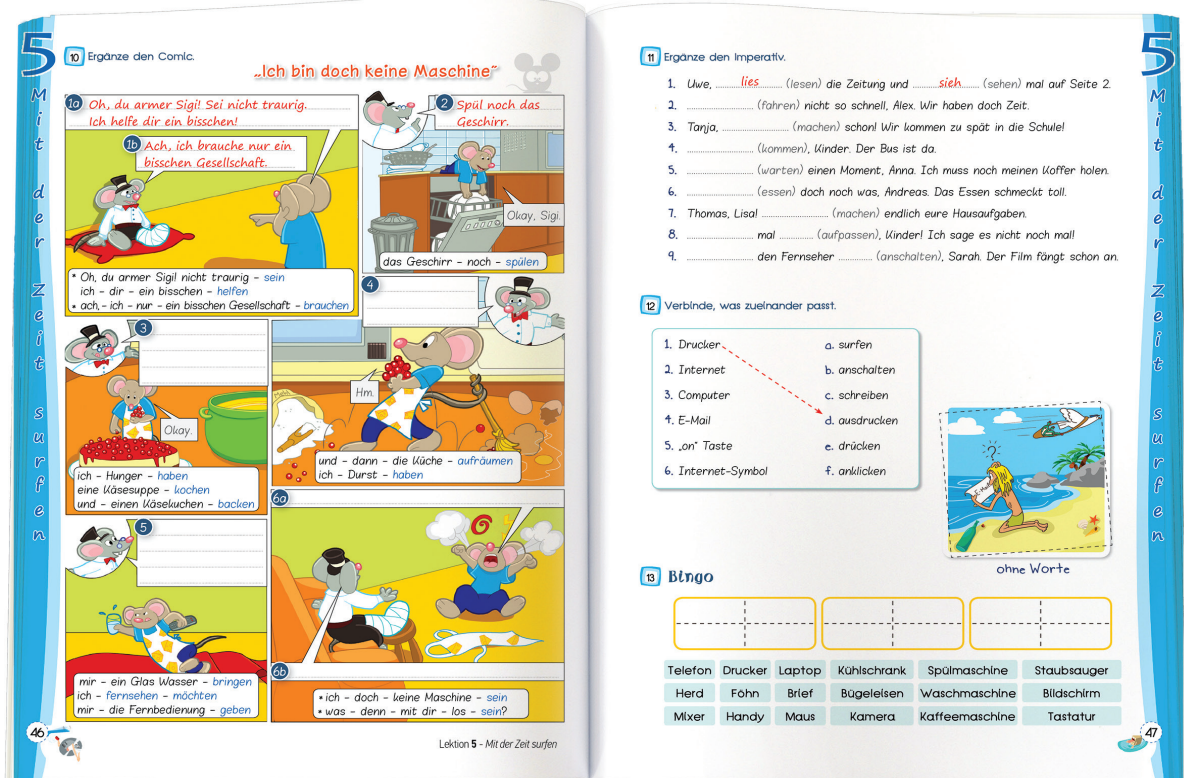 5
Mit der Zeit surfen
10 Ergänze den Comic.
„Ich bin doch keine Maschine“
1a Oh, du armer Sigi! Sei nicht traurig.
Ich helfe dir ein bisschen!
1b Ach, ich brauche nur ein
bisschen Gesellschaft.
* Oh, du armer Sigi! nicht traurig – sein
ich – dir – ein bisschen – helfen
* ach, – ich – nur – ein bisschen Gesellschaft – brauchen
2 Spül noch das
Geschirr.
Okay, Sigi.
das Geschirr – noch – spülen
3
Okay.
ich – Hunger – haben
eine Käsesuppe – kochen
und – einen Käsekuchen – backen
4
Hm.
und – dann – die Küche – aufräumen
ich – Durst – haben
5
mir – ein Glas Wasser – bringen
ich – fernsehen – möchten
mir – die Fernbedienung – geben
6a
6b
* ich – doch – keine Maschine – sein
* was – denn – mit dir – los – sein?
46
Lektion 5 – Mit der Zeit surfen
5
Mit der Zeit surfen
11 Ergänze den Imperativ.
1. Uwe, lies (lesen) die Zeitung und sieh (sehen) mal auf Seite 2.
2. (fahren) nicht so schnell, Alex. Wir haben doch Zeit.
3. Tanja, (machen) schon! Wir kommen zu spät in die Schule!
4. (kommen), Kinder. Der Bus ist da.
5. (warten) einen Moment, Anna. Ich muss noch meinen Koffer holen.
6. (essen) doch noch was, Andreas. Das Essen schmeckt toll.
7. Thomas, Lisa! (machen) endlich eure Hausaufgaben.
8. mal (aufpassen), Kinder! Ich sage es nicht noch mal!
9. den Fernseher (anschalten), Sarah. Der Film fängt schon an.
12 Verbinde, was zueinander passt.
1. Drucker a. surfen
2. Internet b. anschalten
3. Computer c. schreiben
4. E-Mail d. ausdrucken
5. „on“ Taste e. drücken
6. Internet-Symbol f. anklicken
?
ohne Worte
13 Bingo
Telefon Drucker Laptop Kühlschrank Spülmaschine Staubsauger
Herd Föhn Brief Bügeleisen Waschmaschine Bildschirm
Mixer Handy Maus Kamera Kaffeemaschine Tastatur
47